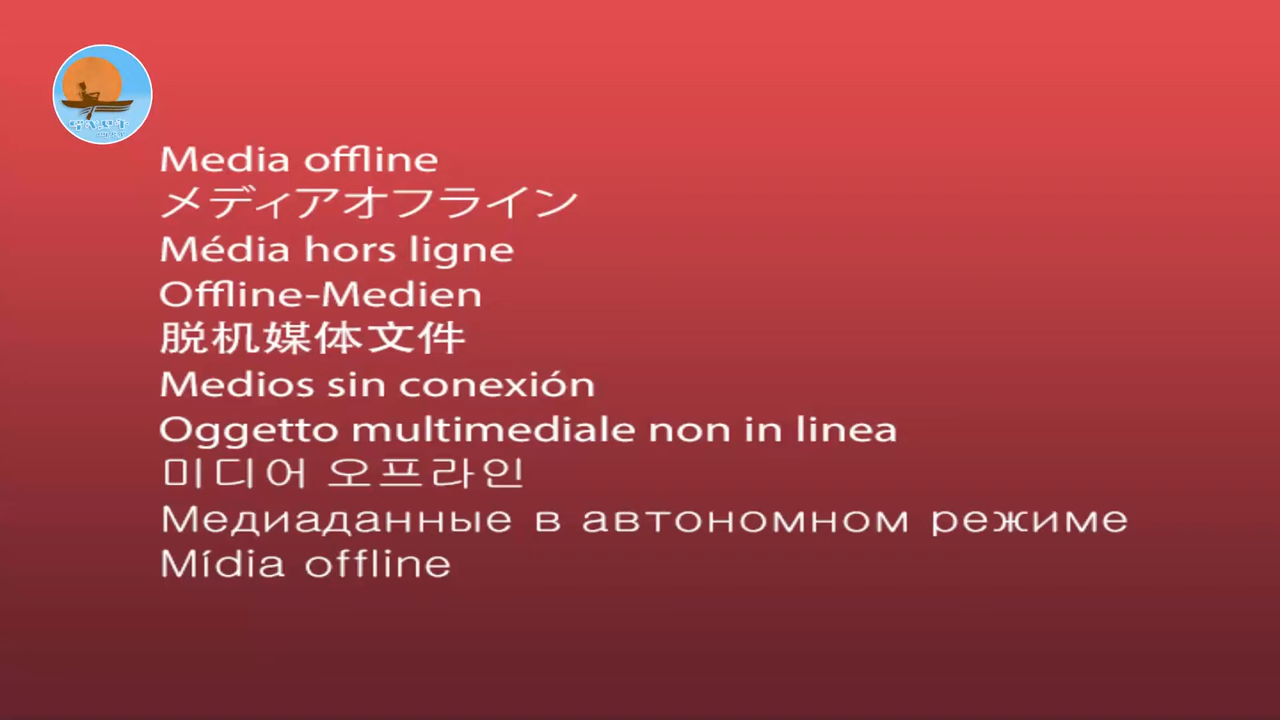 Media offline
メディアオフライン
Média hors ligne
Offline-Medien
脱机媒体文件
Medios sin conexión
Oggetto multimediale non in linea
미디어 오프라인
Медиаданные в автономном режиме
Mídia offline